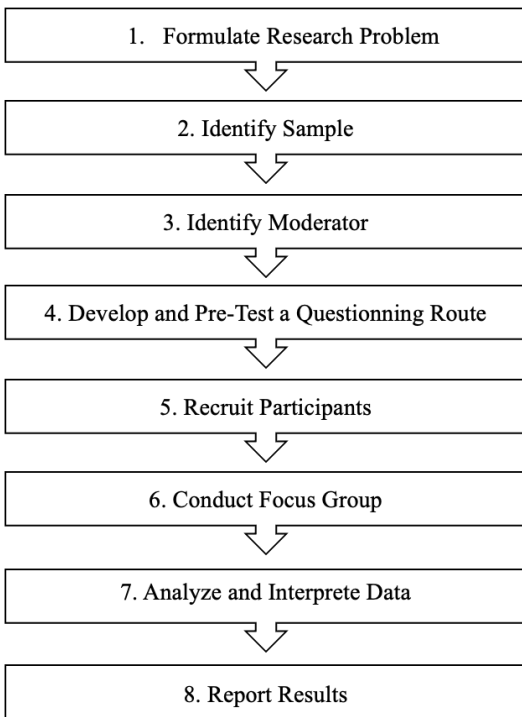 1. Formulate Research Problem
2. Identify Sample
3. Identify Moderator
4. Develop and Pre-Test a Questionning Route
5. Recruit Participants
6. Conduct Focus Group
7. Analyze and Interprete Data
8. Report Results